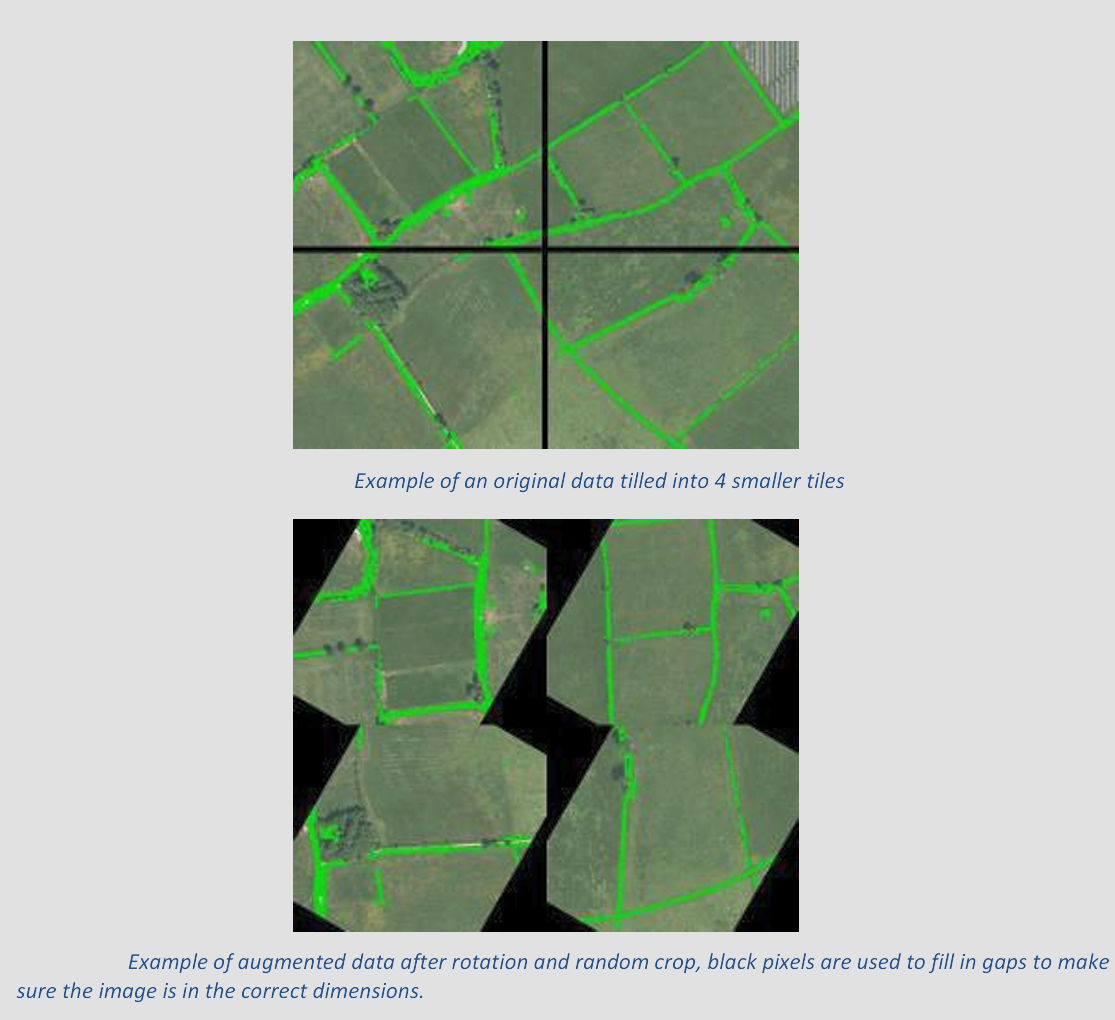 Example of an original data tilled into 4 smaller tiles
Example of augmented data after rotation and random crop, black pixels are used to fill in gaps to make
sure the image is in the correct dimensions.